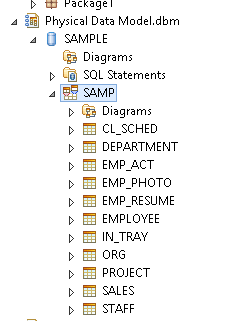 Package1
Physical Data Model.dbm
SAMPLE
Diagrams
SQL Statements
SAMP
Diagrams
CL_SCHED
DEPARTMENT
EMP_ACT
EMP_PHOTO
EMP_RESUME
EMPLOYEE
IN_TRAY
ORG
PROJECT
SALES
STAFF